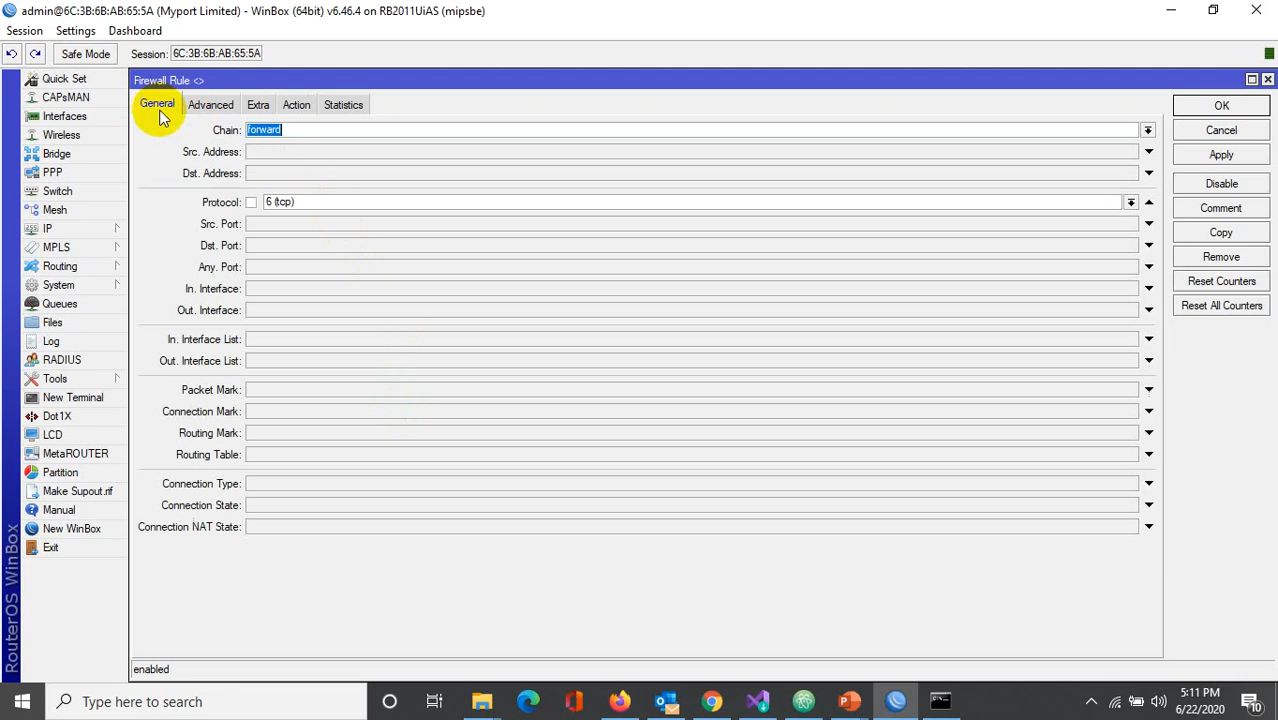 admin@6C:3B:6B:AB:65:5A (Myport Limited) - WinBox (64bit) v6.46.4 on RB2011UiAS (mipsbe)
Session Settings Dashboard
Safe Mode Session: 6C:3B:6B:AB:65:5A
RouterOS WinBox
Quick Set
CAPsMAN
Interfaces
Wireless
Bridge
PPP
Switch
Mesh
IP
MPLS
Routing
System
Queues
Files
Log
RADIUS
Tools
New Terminal
Dot1X
LCD
MetaROUTER
Partition
Make Supout.rif
Manual
New WinBox
Exit
Firewall Rule <>
General Advanced Extra Action Statistics
Chain: forward
Src. Address:
Dst. Address:
Protocol: 6 (tcp)
Src. Port:
Dst. Port:
Any. Port:
In. Interface:
Out. Interface:
In. Interface List:
Out. Interface List:
Packet Mark:
Connection Mark:
Routing Mark:
Routing Table:
Connection Type:
Connection State:
Connection NAT State:
OK
Cancel
Apply
Disable
Comment
Copy
Remove
Reset Counters
Reset All Counters
enabled
Type here to search
5:11 PM
6/22/2020
10